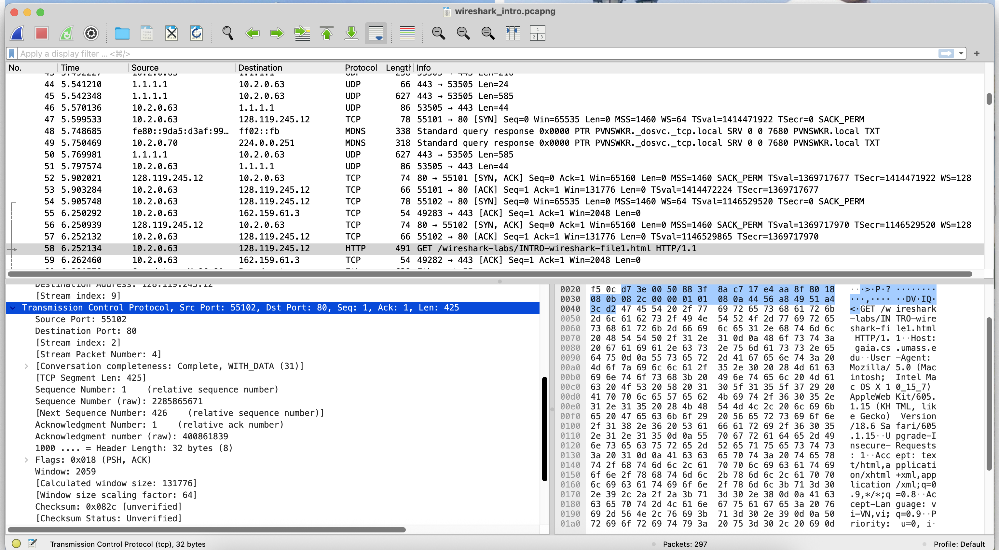 wireshark_intro.pcapng
1
2 3
Apply a display filter ... <⌘/>
+
No. Time Source Destination Protocol Length Info
44 5.541210 1.1.1.1 10.2.0.63 UDP 66 443 → 53505 Len=24
45 5.542348 1.1.1.1 10.2.0.63 UDP 627 443 → 53505 Len=585
46 5.570136 10.2.0.63 1.1.1.1 UDP 86 53505 → 443 Len=44
47 5.599533 10.2.0.63 128.119.245.12 TCP 78 55101 → 80 [SYN] Seq=0 Win=65535 Len=0 MSS=1460 WS=64 TSval=1414471922 TSecr=0 SACK_PERM
48 5.748685 fe80::9da5:d3af:99… ff02::fb MDNS 338 Standard query response 0x0000 PTR PVNSWKR._dosvc._tcp.local SRV 0 0 7680 PVNSWKR.local TXT
49 5.750469 10.2.0.70 224.0.0.251 MDNS 318 Standard query response 0x0000 PTR PVNSWKR._dosvc._tcp.local SRV 0 0 7680 PVNSWKR.local TXT
50 5.769981 1.1.1.1 10.2.0.63 UDP 627 443 → 53505 Len=585
51 5.797574 10.2.0.63 1.1.1.1 UDP 86 53505 → 443 Len=44
52 5.902021 128.119.245.12 10.2.0.63 TCP 74 80 → 55101 [SYN, ACK] Seq=0 Ack=1 Win=65160 Len=0 MSS=1460 SACK_PERM TSval=1369717677 TSecr=1414471922 WS=128
53 5.903284 10.2.0.63 128.119.245.12 TCP 66 55101 → 80 [ACK] Seq=1 Ack=1 Win=131776 Len=0 TSval=1414472224 TSecr=1369717677
54 5.905748 10.2.0.63 128.119.245.12 TCP 78 55102 → 80 [SYN] Seq=0 Win=65535 Len=0 MSS=1460 WS=64 TSval=1146529520 TSecr=0 SACK_PERM
55 6.250292 10.2.0.63 162.159.61.3 TCP 54 49283 → 443 [ACK] Seq=1 Ack=1 Win=2048 Len=0
56 6.250939 128.119.245.12 10.2.0.63 TCP 74 80 → 55102 [SYN, ACK] Seq=0 Ack=1 Win=65160 Len=0 MSS=1460 SACK_PERM TSval=1369717970 TSecr=1146529520 WS=128
57 6.252132 10.2.0.63 128.119.245.12 TCP 66 55102 → 80 [ACK] Seq=1 Ack=1 Win=131776 Len=0 TSval=1146529865 TSecr=1369717970
58 6.252134 10.2.0.63 128.119.245.12 HTTP 491 GET /wireshark-labs/INTRO-wireshark-file1.html HTTP/1.1
59 6.262460 10.2.0.63 162.159.61.3 TCP 54 49282 → 443 [ACK] Seq=1 Ack=1 Win=2048 Len=0
Destination Address: 128.119.245.12
[Stream index: 9]
Transmission Control Protocol, Src Port: 55102, Dst Port: 80, Seq: 1, Ack: 1, Len: 425
Source Port: 55102
Destination Port: 80
[Stream index: 2]
[Stream Packet Number: 4]
[Conversation completeness: Complete, WITH_DATA (31)]
[TCP Segment Len: 425]
Sequence Number: 1 (relative sequence number)
Sequence Number (raw): 2285865671
[Next Sequence Number: 426 (relative sequence number)]
Acknowledgment Number: 1 (relative ack number)
Acknowledgment number (raw): 400861839
1000 .... = Header Length: 32 bytes (8)
Flags: 0x018 (PSH, ACK)
Window: 2059
[Calculated window size: 131776]
[Window size scaling factor: 64]
Checksum: 0x082c [unverified]
[Checksum Status: Unverified]
0020 f5 0c d7 3e 00 50 88 3f 8a c7 17 e4 aa 8f 80 18 ···>·P·? ········
0030 08 0b 08 2c 00 00 01 01 08 0a 44 56 a8 49 51 a4 ···,···· ··DV·IQ·
0040 3c d2 47 45 54 20 2f 77 69 72 65 73 68 61 72 6b <·GET /w ireshark
0050 2d 6c 61 62 73 2f 49 4e 54 52 4f 2d 77 69 72 65 -labs/IN TRO-wire
0060 73 68 61 72 6b 2d 66 69 6c 65 31 2e 68 74 6d 6c shark-fi le1.html
0070 20 48 54 54 50 2f 31 2e 31 0d 0a 48 6f 73 74 3a HTTP/1. 1··Host:
0080 20 67 61 69 61 2e 63 73 2e 75 6d 61 73 73 2e 65 gaia.cs .umass.e
0090 64 75 0d 0a 55 73 65 72 2d 41 67 65 6e 74 3a 20 du··User -Agent:
00a0 4d 6f 7a 69 6c 6c 61 2f 35 2e 30 20 28 4d 61 63 Mozilla/ 5.0 (Mac
00b0 69 6e 74 6f 73 68 3b 20 49 6e 74 65 6c 20 4d 61 intosh; Intel Ma
00c0 63 20 4f 53 20 58 20 31 30 5f 31 35 5f 37 29 20 c OS X 1 0_15_7)
00d0 41 70 70 6c 65 57 65 62 4b 69 74 2f 36 30 35 2e AppleWeb Kit/605.
00e0 31 2e 31 35 20 28 4b 48 54 4d 4c 2c 20 6c 69 6b 1.15 (KH TML, lik
00f0 65 20 47 65 63 6b 6f 29 20 56 65 72 73 69 6f 6e e Gecko) Version
0100 2f 31 38 2e 36 20 53 61 66 61 72 69 2f 36 30 35 /18.6 Sa fari/605
0110 2e 31 2e 31 35 0d 0a 55 70 67 72 61 64 65 2d 49 .1.15··U pgrade-I
0120 6e 73 65 63 75 72 65 2d 52 65 71 75 65 73 74 73 nsecure- Requests
0130 3a 20 31 0d 0a 41 63 63 65 70 74 3a 20 74 65 78 : 1··Acc ept: tex
0140 74 2f 68 74 6d 6c 2c 61 70 70 6c 69 63 61 74 69 t/html,a pplicati
0150 6f 6e 2f 78 68 74 6d 6c 2b 78 6d 6c 2c 61 70 70 on/xhtml +xml,app
0160 6c 69 63 61 74 69 6f 6e 2f 78 6d 6c 3b 71 3d 30 lication /xml;q=0
0170 2e 39 2c 2a 2f 2a 3b 71 3d 30 2e 38 0d 0a 41 63 .9,*/*;q =0.8··Ac
0180 63 65 70 74 2d 4c 61 6e 67 75 61 67 65 3a 20 76 cept-Lan guage: v
0190 69 2d 56 4e 2c 76 69 3b 71 3d 30 2e 39 0d 0a 50 i-VN,vi; q=0.9··P
01a0 72 69 6f 72 69 74 79 3a 20 75 3d 30 2c 20 69 0d riority: u=0, i·
Transmission Control Protocol (tcp), 32 bytes
Packets: 297
Profile: Default